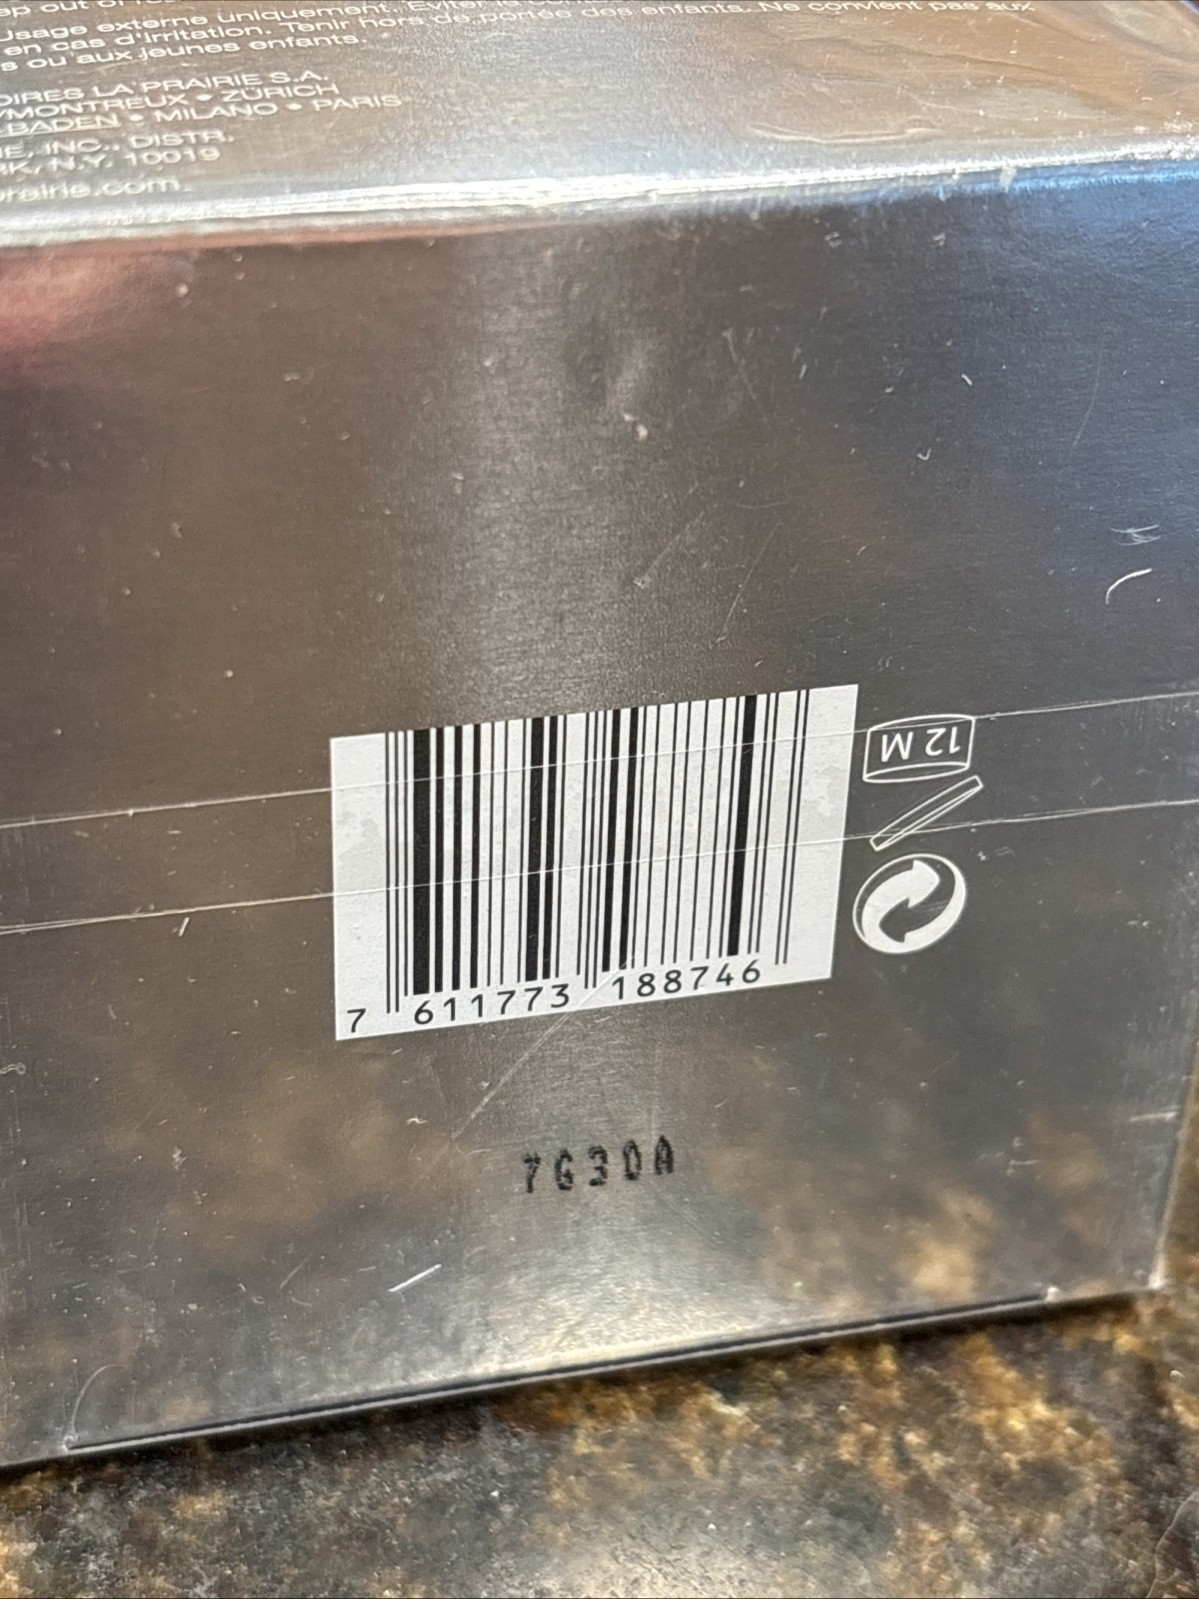 usage externe uniquement. Éviter le
en cas d'irritation. Tenir hors de portée des enfants. Ne convient pas aux
s ou aux jeunes enfants.
OIRES LA PRAIRIE S.A.
/MONTREUX • ZÜRICH
-BADEN • MILANO • PARIS
E, INC., DISTR.
RK, N.Y. 10019
prairie.com
12 M
7 611773 188746
7G30A